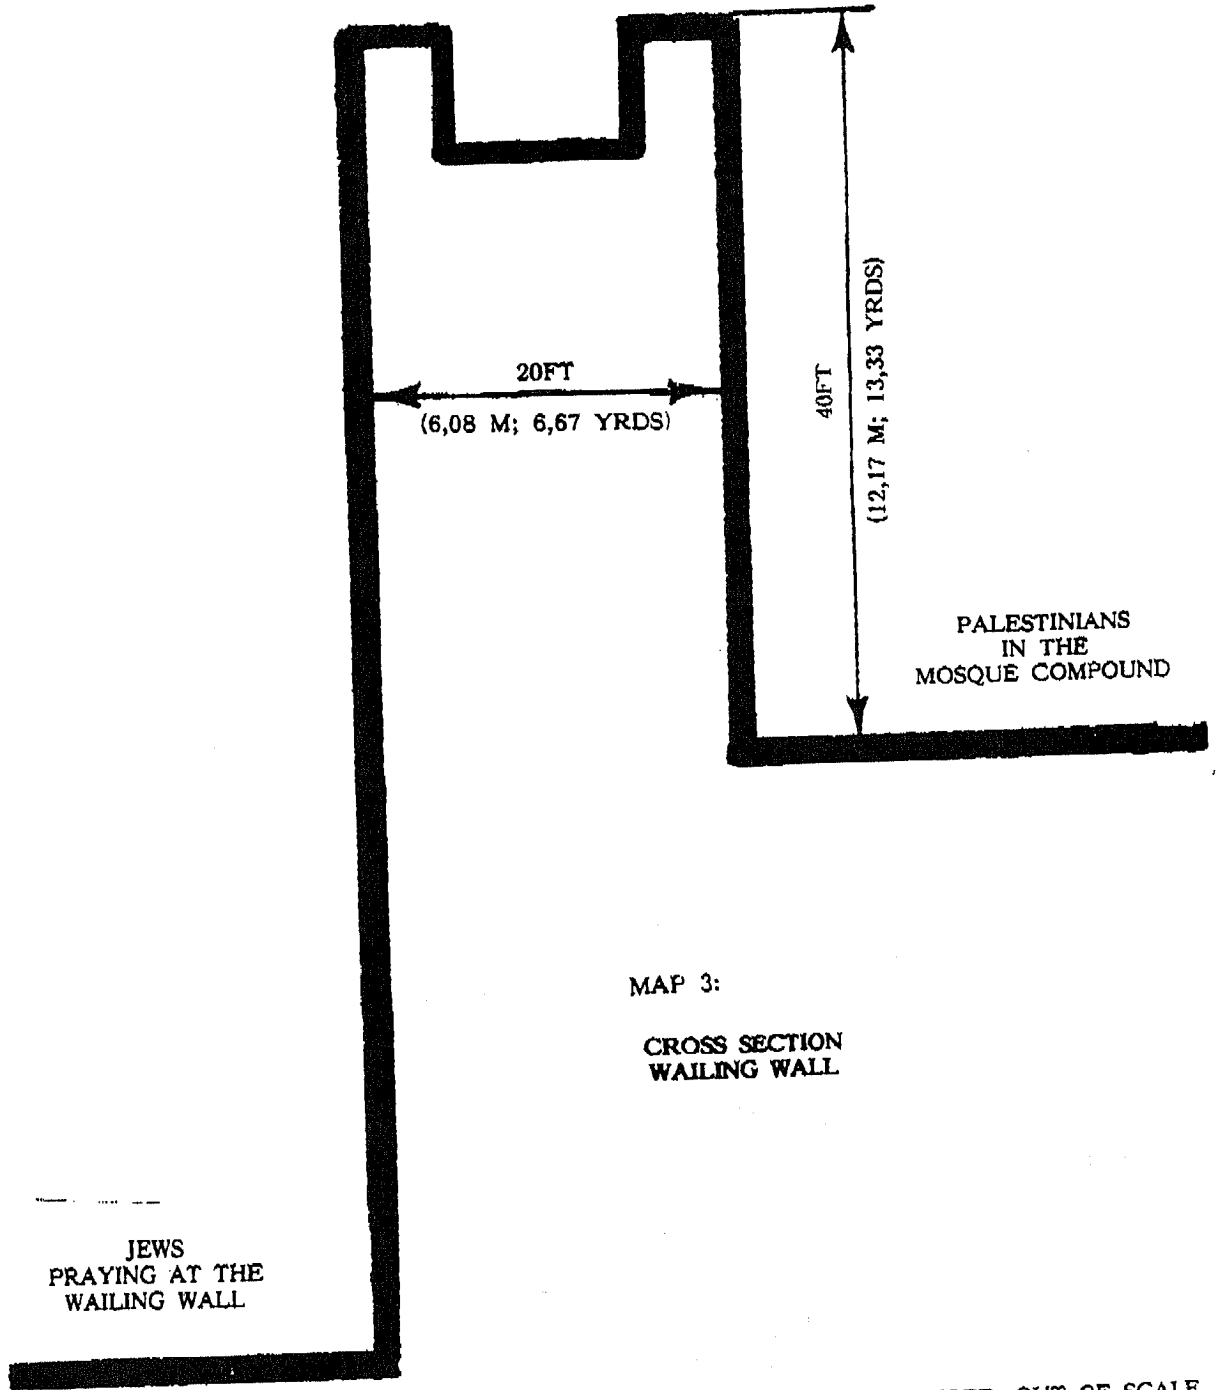 20FT
(6,08 M; 6,67 YRDS)
40FT
(12,17 M; 13,33 YRDS)
PALESTINIANS
IN THE
MOSQUE COMPOUND
MAP 3:
CROSS SECTION
WAILING WALL
JEWS
PRAYING AT THE
WAILING WALL
OUT OF SCALE